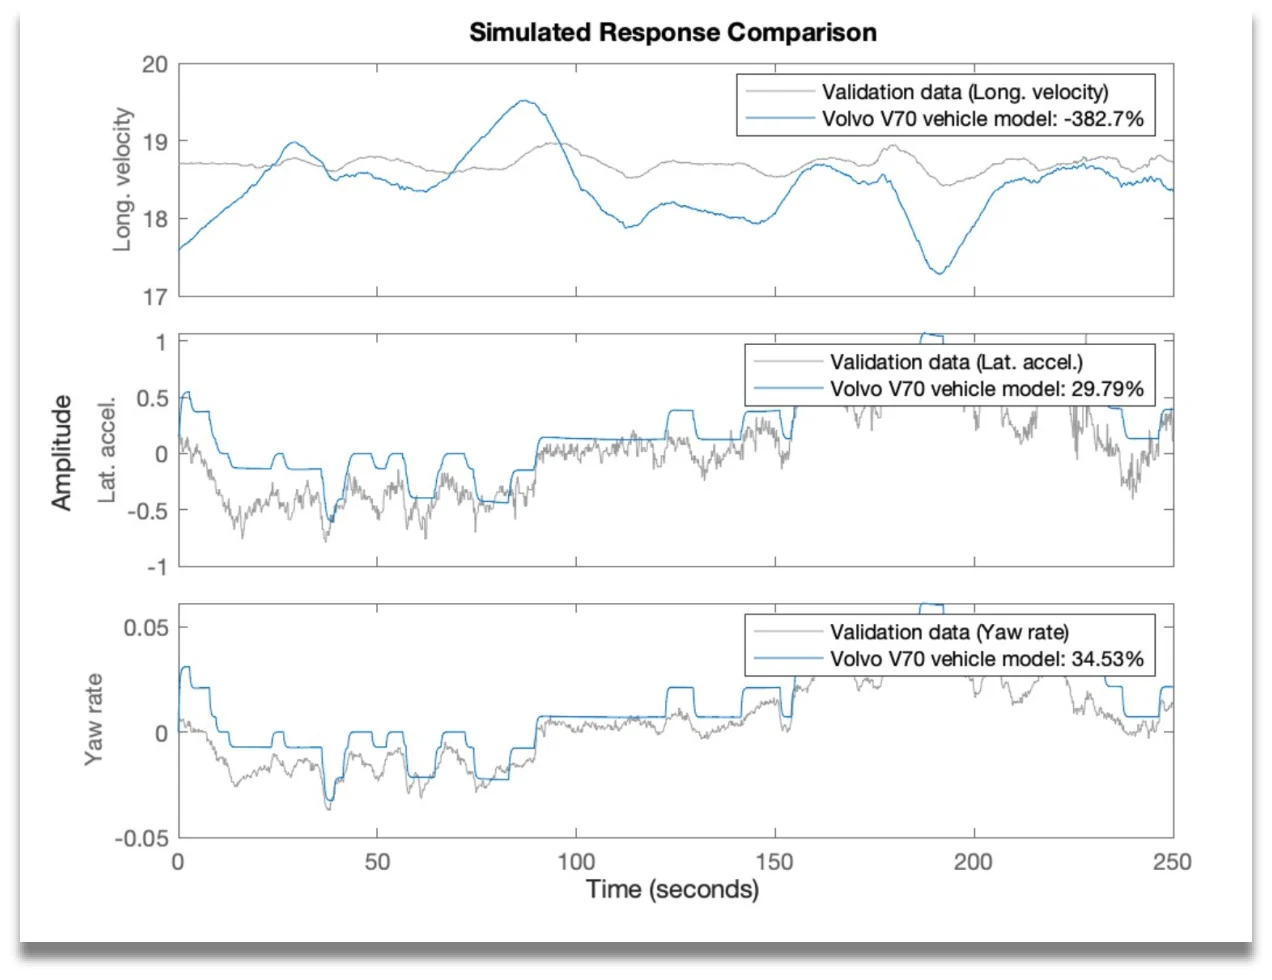 Simulated Response Comparison
20
19
18
17
Long. velocity
Validation data (Long. velocity)
Volvo V70 vehicle model: -382.7%
1
0.5
0
-0.5
-1
Amplitude
Lat. accel.
Validation data (Lat. accel.)
Volvo V70 vehicle model: 29.79%
0.05
0
-0.05
Yaw rate
Validation data (Yaw rate)
Volvo V70 vehicle model: 34.53%
0 50 100 150 200 250
Time (seconds)